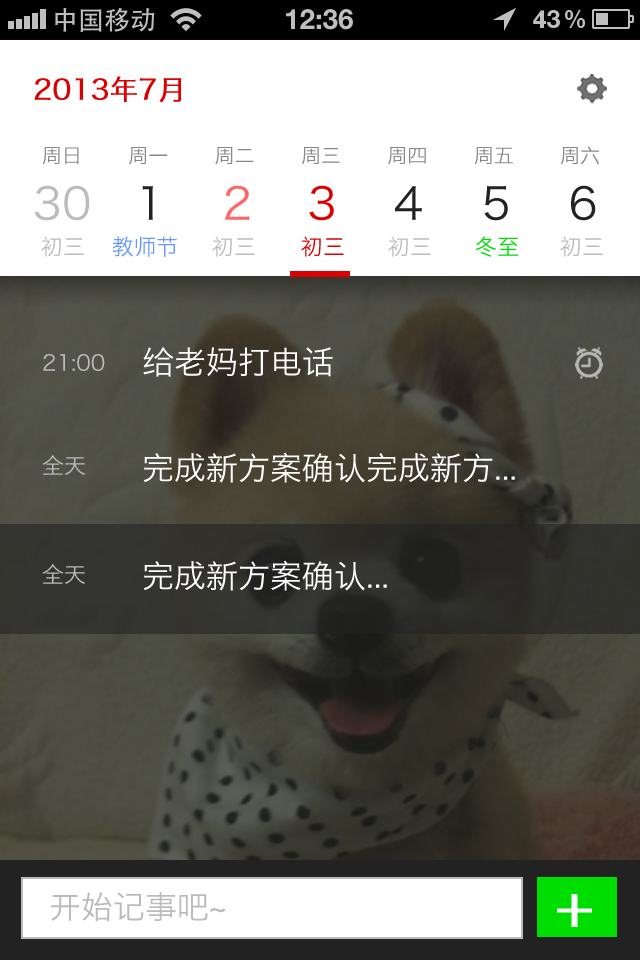 中国移动 12:36 43%
2013年7月
周日 周一 周二 周三 周四 周五 周六
30 1 2 3 4 5 6
初三 教师节 初三 初三 初三 冬至 初三
21:00 给老妈打电话
全天 完成新方案确认完成新方...
全天 完成新方案确认...
开始记事吧~